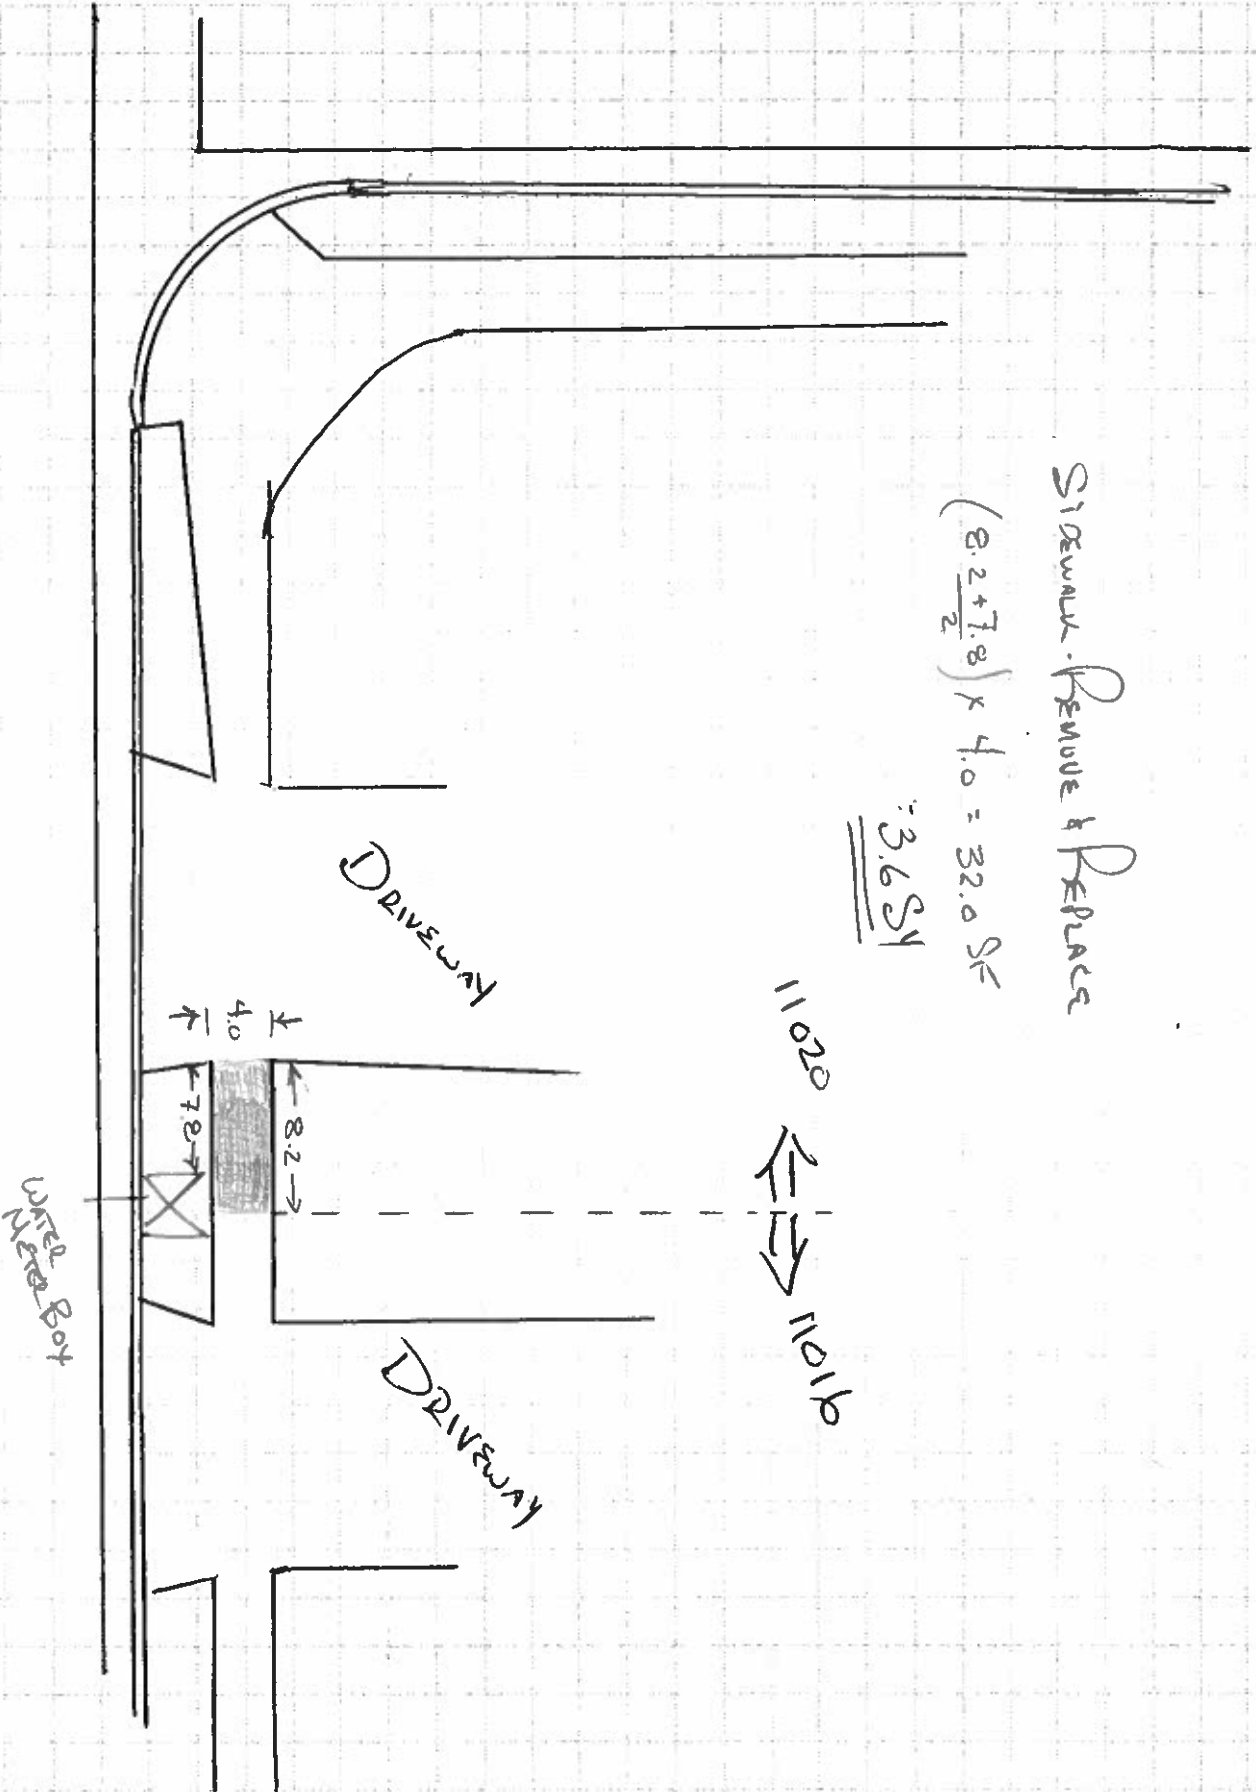 SIDEWALK - REMOVE & REPLACE
(8.2 + 7.8
2) x 4.0 = 32.0 SF
= 3.6 SY
11020
11016
DRIVEWAY
DRIVEWAY
4.0
8.2
7.8
WATER
METER BOX